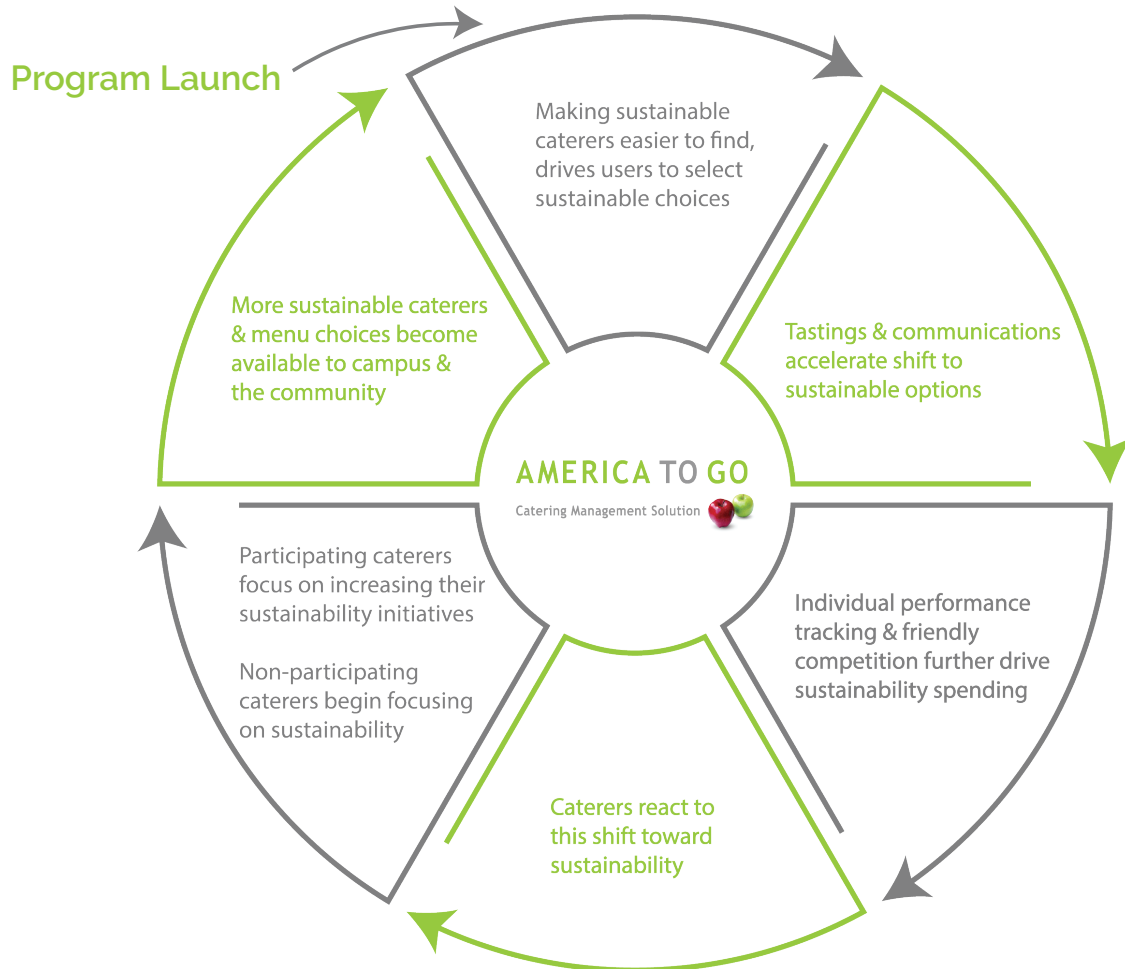 Program Launch
Making sustainable
caterers easier to find,
drives users to select
sustainable choices
Tastings & communications
accelerate shift to
sustainable options
Individual performance
tracking & friendly
competition further drive
sustainability spending
Caterers react to
this shift toward
sustainability
Participating caterers
focus on increasing their
sustainability initiatives
Non-participating
caterers begin focusing
on sustainability
More sustainable caterers
& menu choices become
available to campus &
the community
AMERICA TO GO
Catering Management Solution